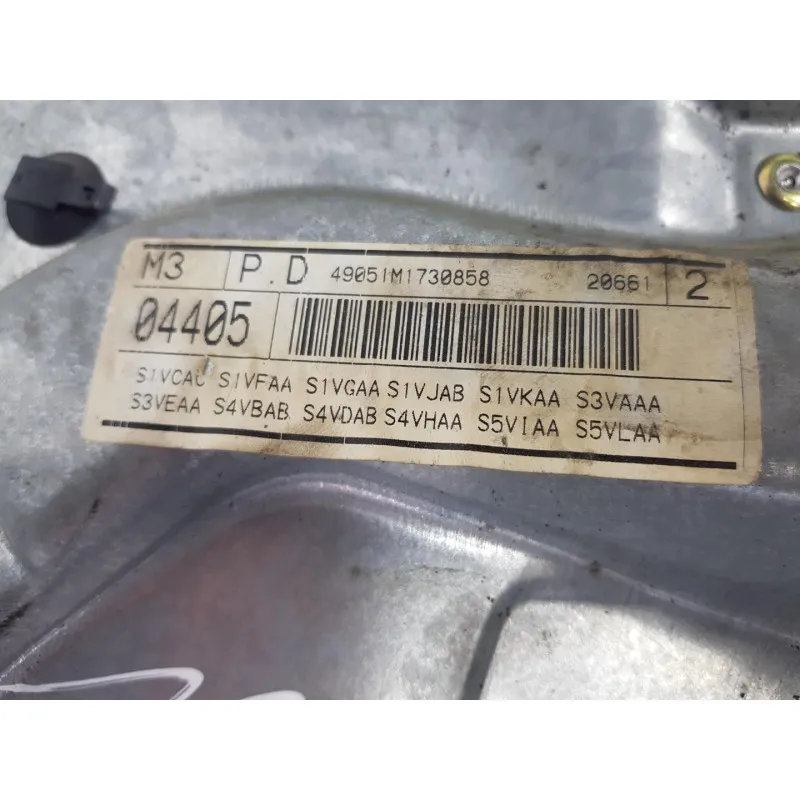 M3 P.D 49051M1730858 20661 2
04405
S1VCAC S1VFAA S1VGAA S1VJAB S1VKAA S3VAAA
S3VEAA S4VBAB S4VDAB S4VHAA S5VIAA S5VLAA